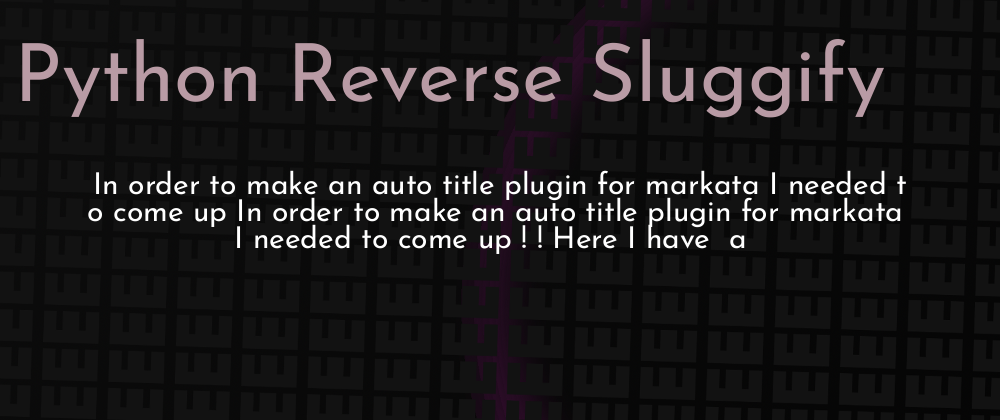 Python Reverse Sluggify
In order to make an auto title plugin for markata I needed t
o come up In order to make an auto title plugin for markata
I needed to come up ! ! Here I have  a